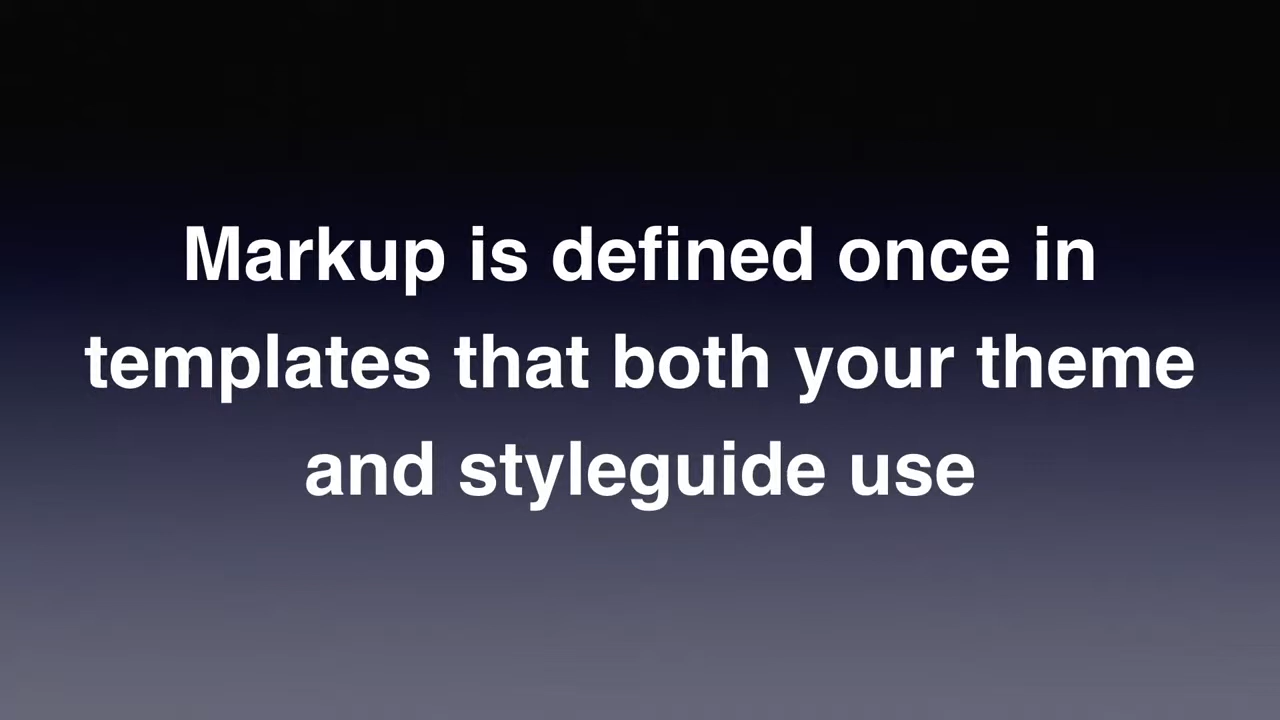 Markup is defined once in
templates that both your theme
and styleguide use